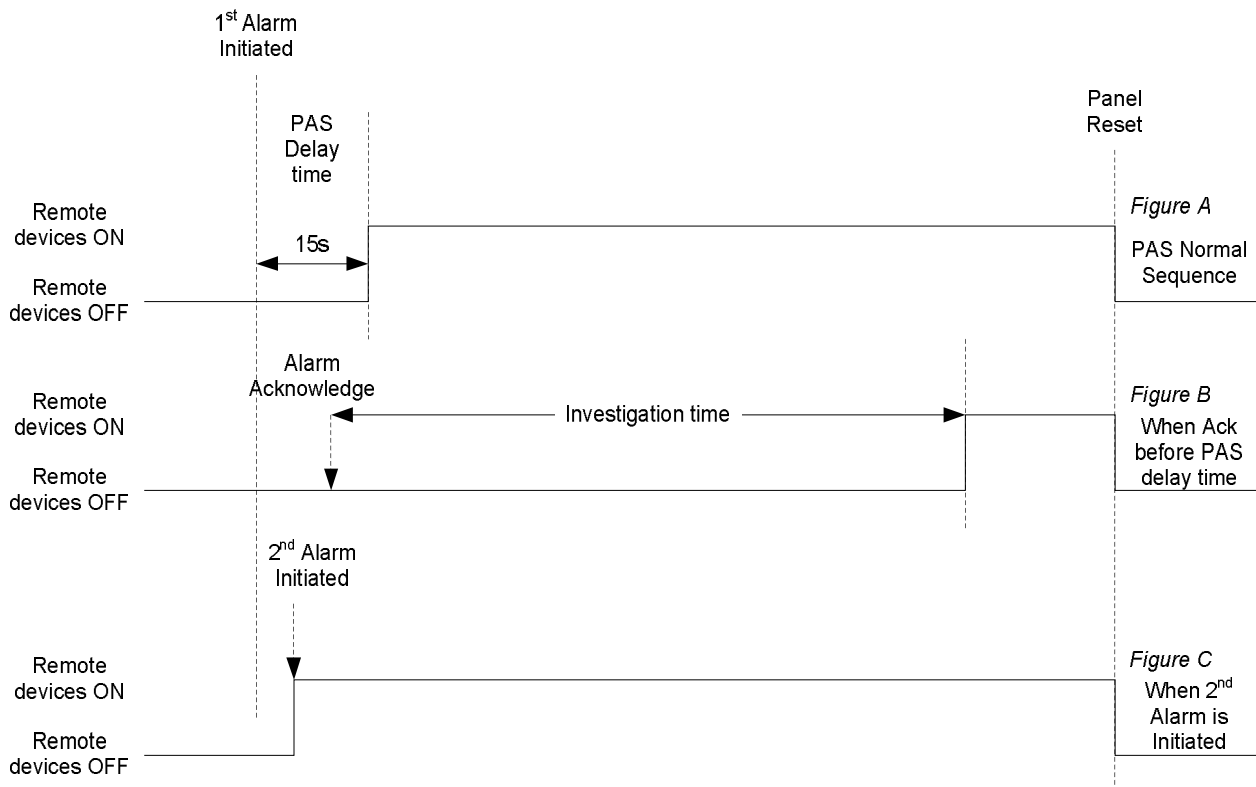 1st Alarm
Initiated
PAS
Delay
time
Panel
Reset
Remote
devices ON
15s
Figure A
PAS Normal
Sequence
Remote
devices OFF
Alarm
Acknowledge
Remote
devices ON
Investigation time
Figure B
When Ack
before PAS
delay time
Remote
devices OFF
2nd Alarm
Initiated
Remote
devices ON
Figure C
When 2nd
Alarm is
Initiated
Remote
devices OFF